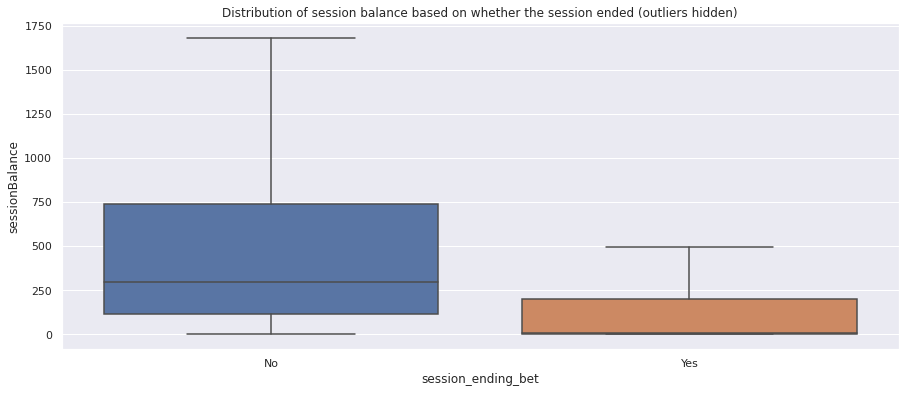 Distribution of session balance based on whether the session ended (outliers hidden)
1750
1500
1250
1000
750
500
250
0
sessionBalance
No
Yes
session_ending_bet